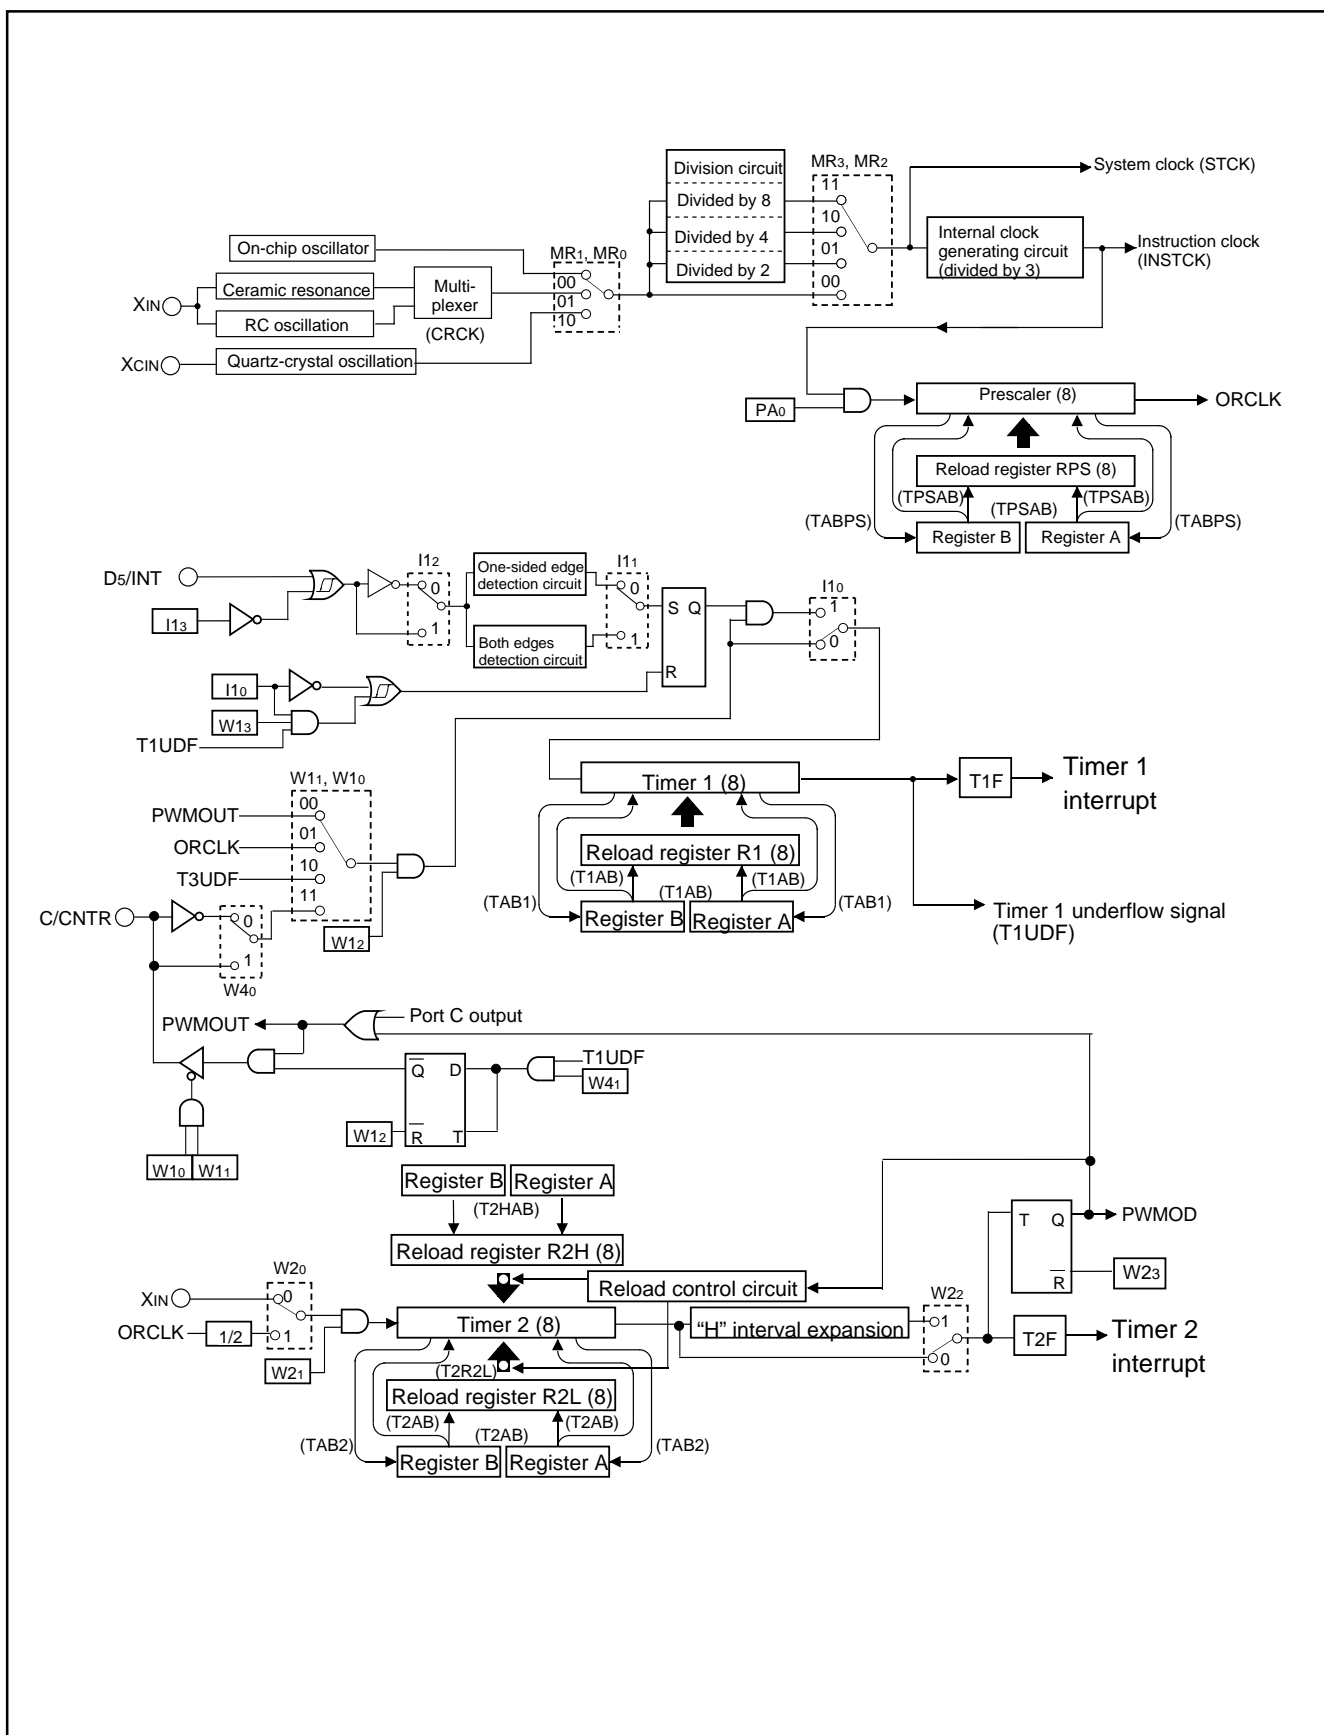 Division circuit
MR3, MR2
System clock (STCK)
11
Divided by 8
10
On-chip oscillator
Divided by 4
Internal clock
generating circuit
(divided by 3)
Instruction clock
(INSTCK)
MR1, MR0
01
Divided by 2
Ceramic resonance
Multi-
plexer
00
00
XIN
01
RC oscillation
(CRCK)
10
XCIN
Quartz-crystal oscillation
Prescaler (8)
ORCLK
PA0
Reload register RPS (8)
(TPSAB)
(TPSAB)
(TPSAB)
(TABPS)
(TABPS)
Register B
Register A
I12
One-sided edge
detection circuit
I11
I10
D5/INT
0
0
1
S Q
I13
1
Both edges
detection circuit
1
0
R
I10
W13
T1UDF
W11, W10
Timer 1 (8)
T1F
Timer 1
interrupt
00
PWMOUT
01
ORCLK
Reload register R1 (8)
10
T3UDF
(T1AB)
(T1AB)
(T1AB)
11
(TAB1)
(TAB1)
C/CNTR
0
Register B
Register A
Timer 1 underflow signal
(T1UDF)
W12
1
W40
PWMOUT
Port C output
Q D
T1UDF
W41
W12
R T
W10
W11
Register B
Register A
(T2HAB)
T Q
PWMOD
Reload register R2H (8)
R
W23
W20
Reload control circuit
XIN
0
W22
ORCLK
1/2
1
Timer 2 (8)
“H” interval expansion
1
T2F
Timer 2
interrupt
0
W21
(T2R2L)
Reload register R2L (8)
(T2AB)
(T2AB)
(T2AB)
(TAB2)
(TAB2)
Register B
Register A